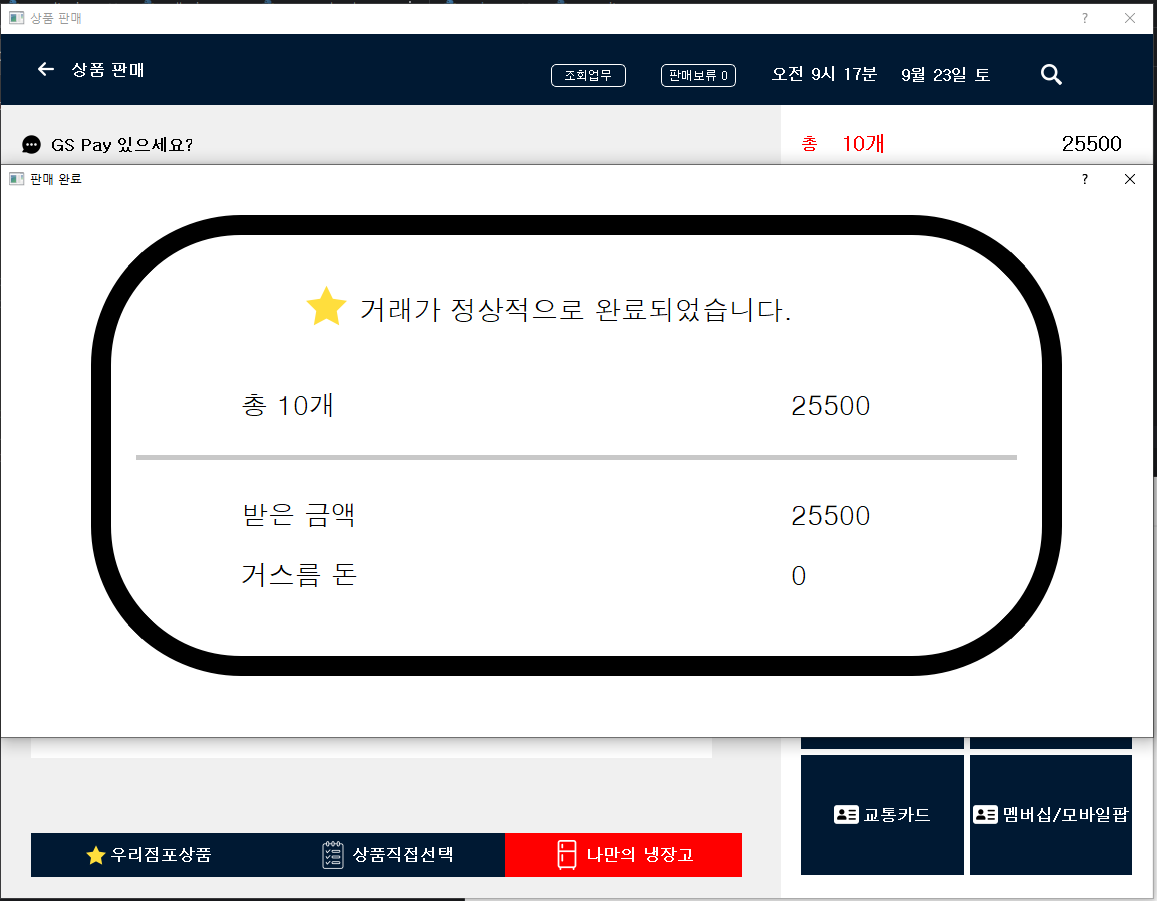 상품 판매
?
상품 판매
조회업무
판매보류 0
오전 9시 17분
9월 23일 토
GS Pay 있으세요?
총 10개 25500
판매 완료
?
거래가 정상적으로 완료되었습니다.
총 10개 25500
받은 금액 25500
거스름 돈 0
교통카드
멤버십/모바일팝
우리점포상품
상품직접선택
나만의 냉장고